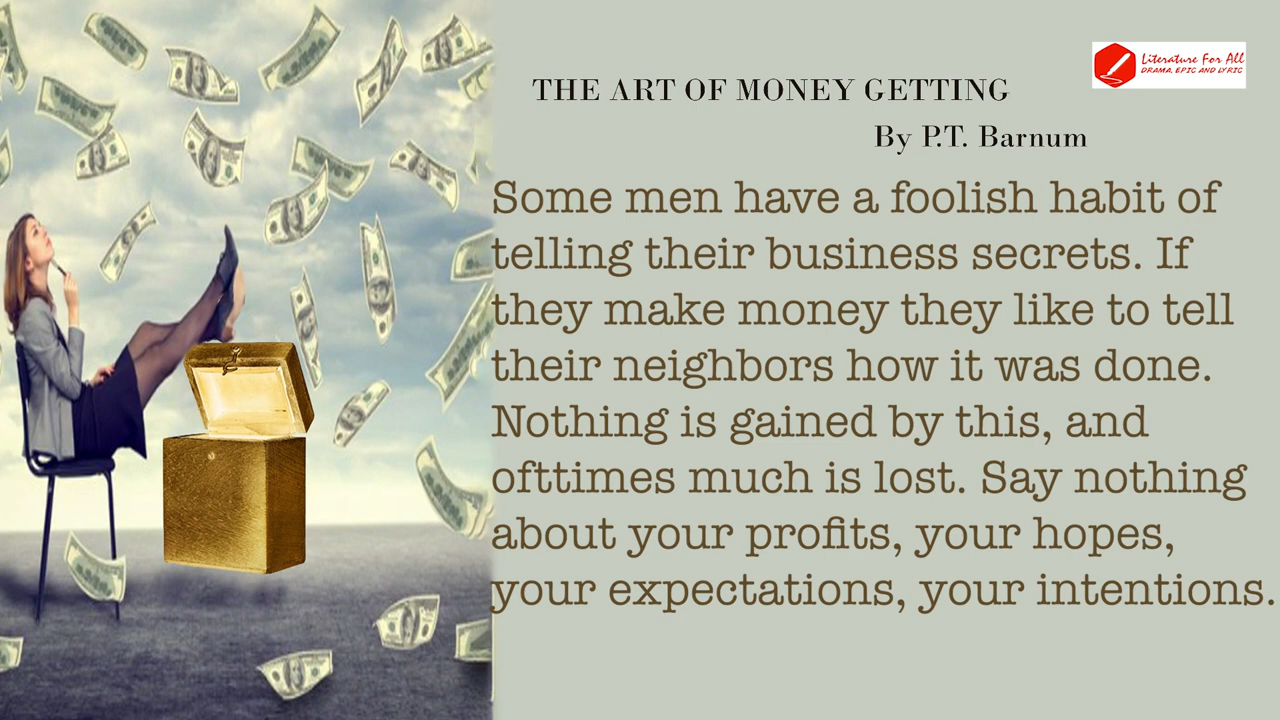 Literature For All
DRAMA, EPIC AND LYRIC
THE ART OF MONEY GETTING
By P.T. Barnum
Some men have a foolish habit of
telling their business secrets. If
they make money they like to tell
their neighbors how it was done.
Nothing is gained by this, and
ofttimes much is lost. Say nothing
about your profits, your hopes,
your expectations, your intentions.